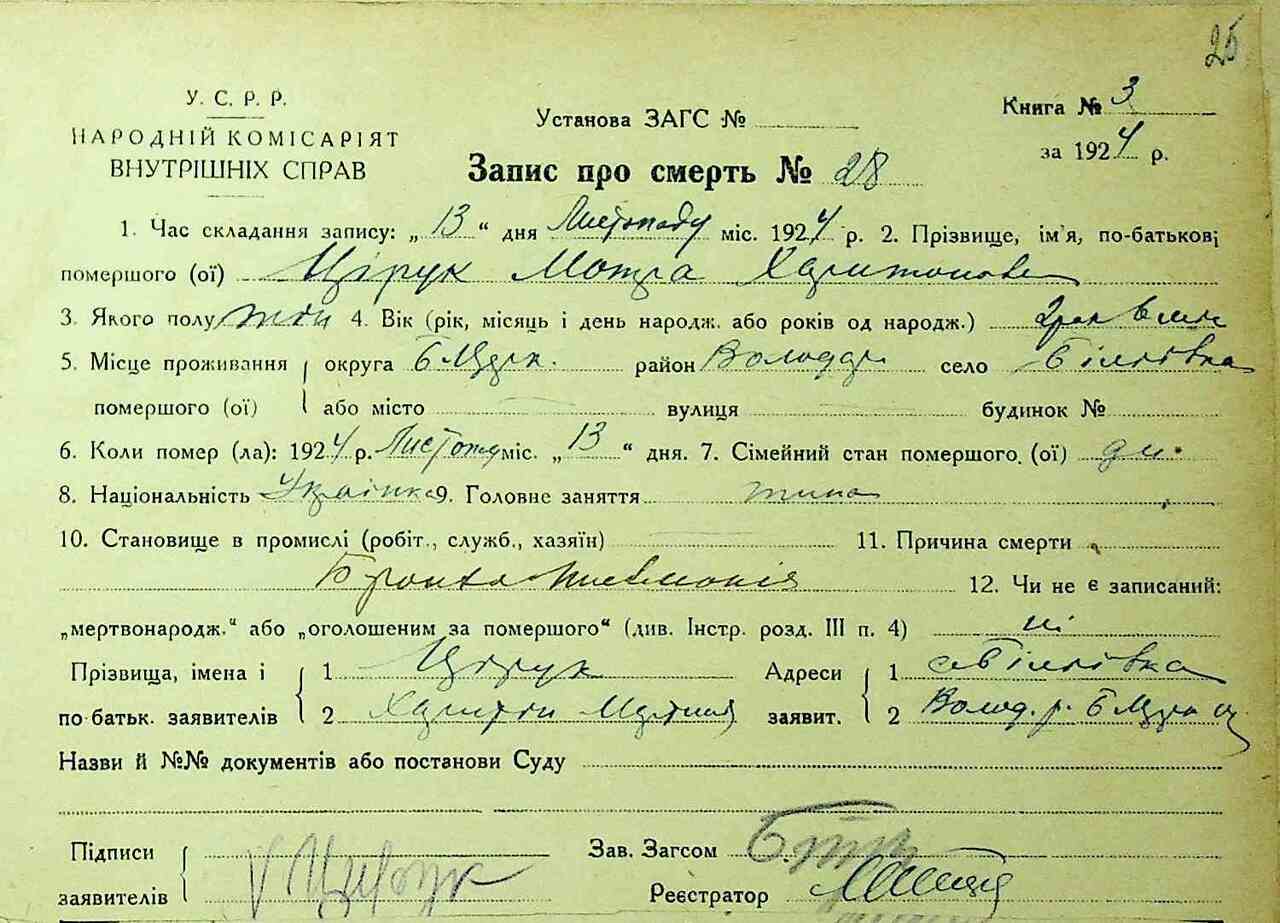 25
У. С. Р. Р.
НАРОДНІЙ КОМІСАРІЯТ
ВНУТРІШНІХ СПРАВ
Установа ЗАГС №
Запис про смерть № 28
Книга № 3
за 1924 р.
1. Час складання запису: „ 13 “ дня Листопаду міс. 1924 р. 2. Прізвище, ім'я, по-батькові
помершого (ої) Цірук Мотра Харитонов
3. Якого полу жін 4. Вік (рік, місяць і день народж. або років од народж.)
5. Місце проживання округа район Володар село
помершого (ої) або місто вулиця будинок №
6. Коли помер (ла): 1924 р. Листопад міс. „ 13 “ дня. 7. Сімейний стан помершого (ої)
8. Національність Українка 9. Головне заняття
10. Становище в промислі (робіт., служб., хазяїн) 11. Причина смерти
Бронхо пневмонія 12. Чи не є записаний:
„мертвонародж.“ або „оголошеним за помершого“ (див. Інстр. розд. III п. 4) ні
Прізвища, імена і 1 Цірук Адреси 1
по батьк. заявителів 2 Харитон заявит. 2 Волод. р.
Назви й №№ документів або постанови Суду
Підписи Зав. Загсом
заявителів Реєстратор